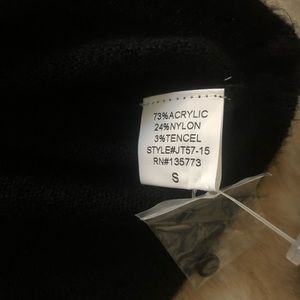 73%ACRYLIC
24%NYLON
3%TENCEL
STYLE#JT57-15
RN#135773
S